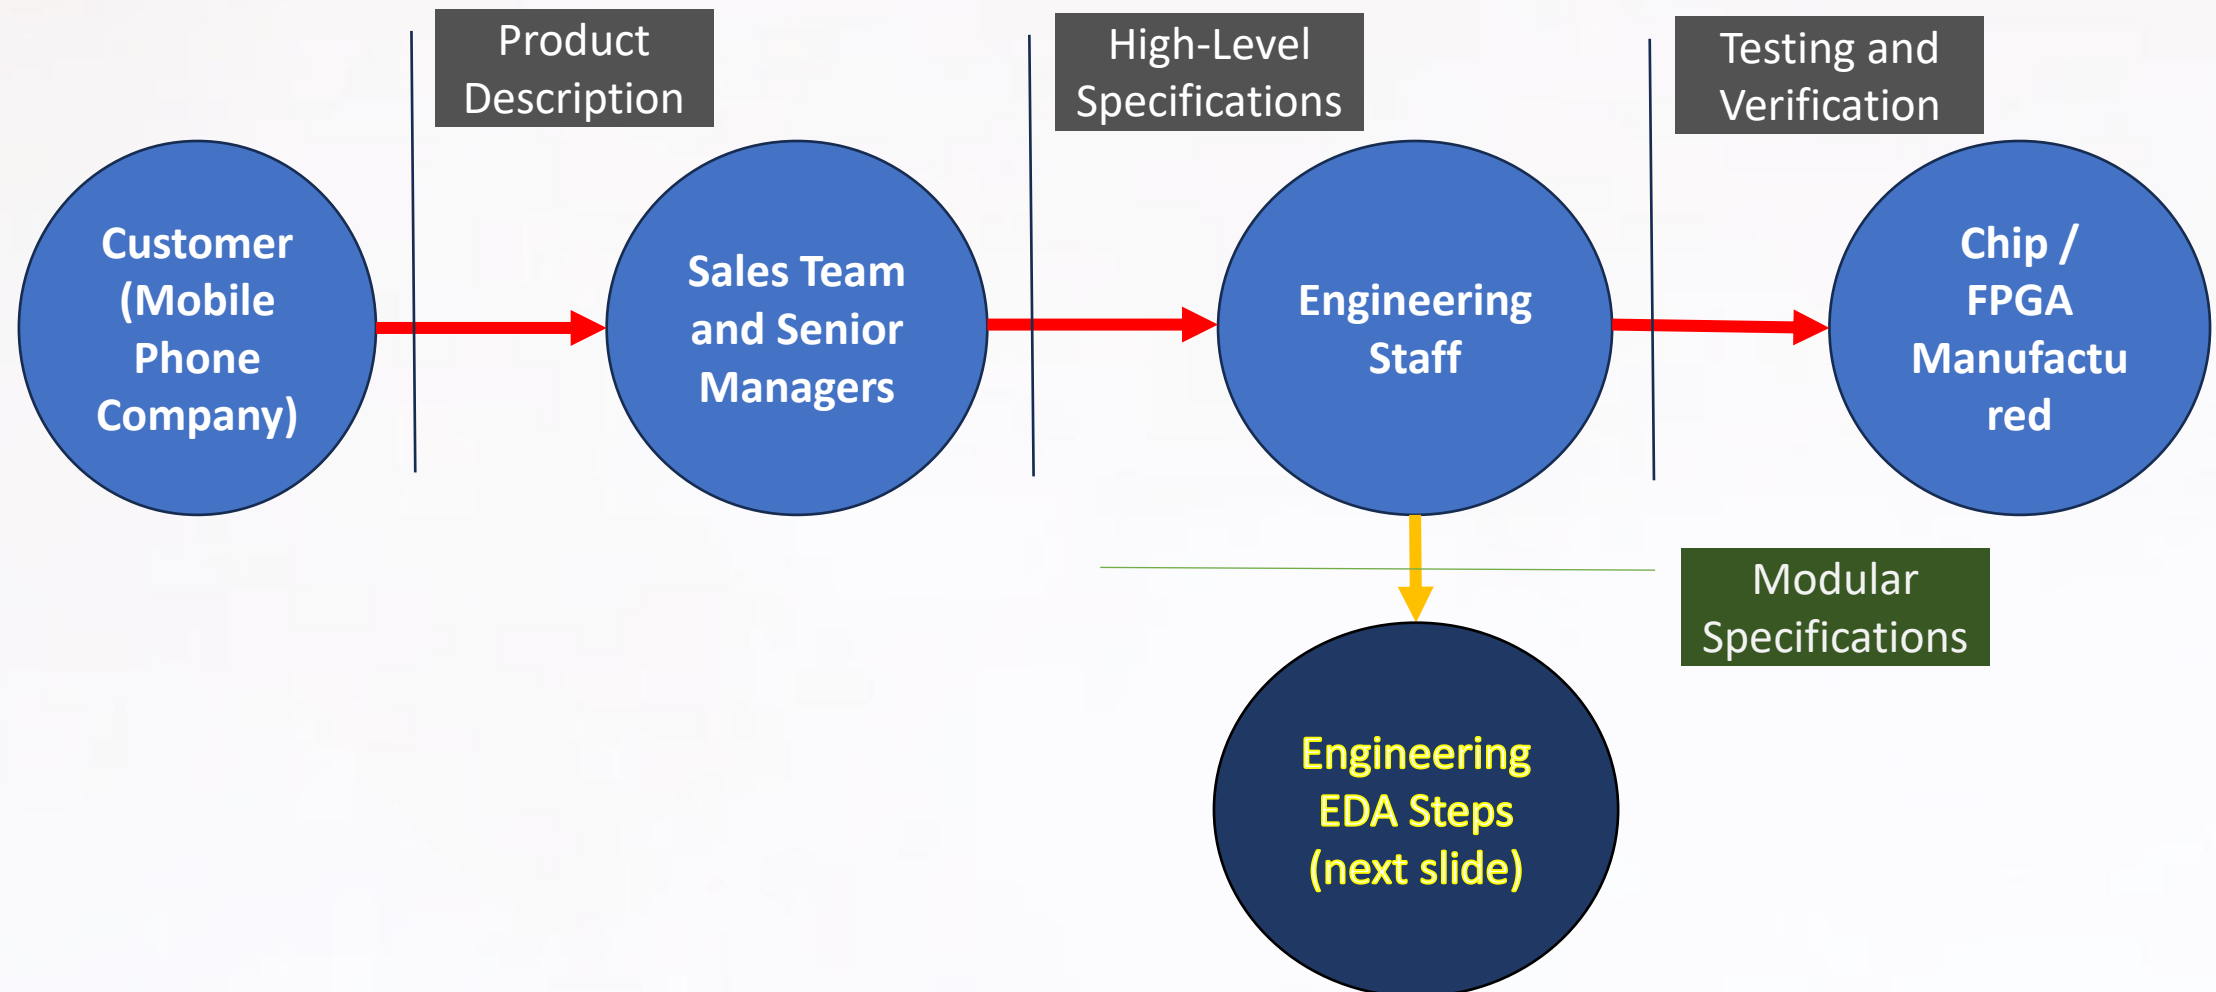 Product
Description
High-Level
Specifications
Testing and
Verification
Customer
(Mobile
Phone
Company)
Sales Team
and Senior
Managers
Engineering
Staff
Chip /
FPGA
Manufactu
red
Modular
Specifications
Engineering
EDA Steps
(next slide)